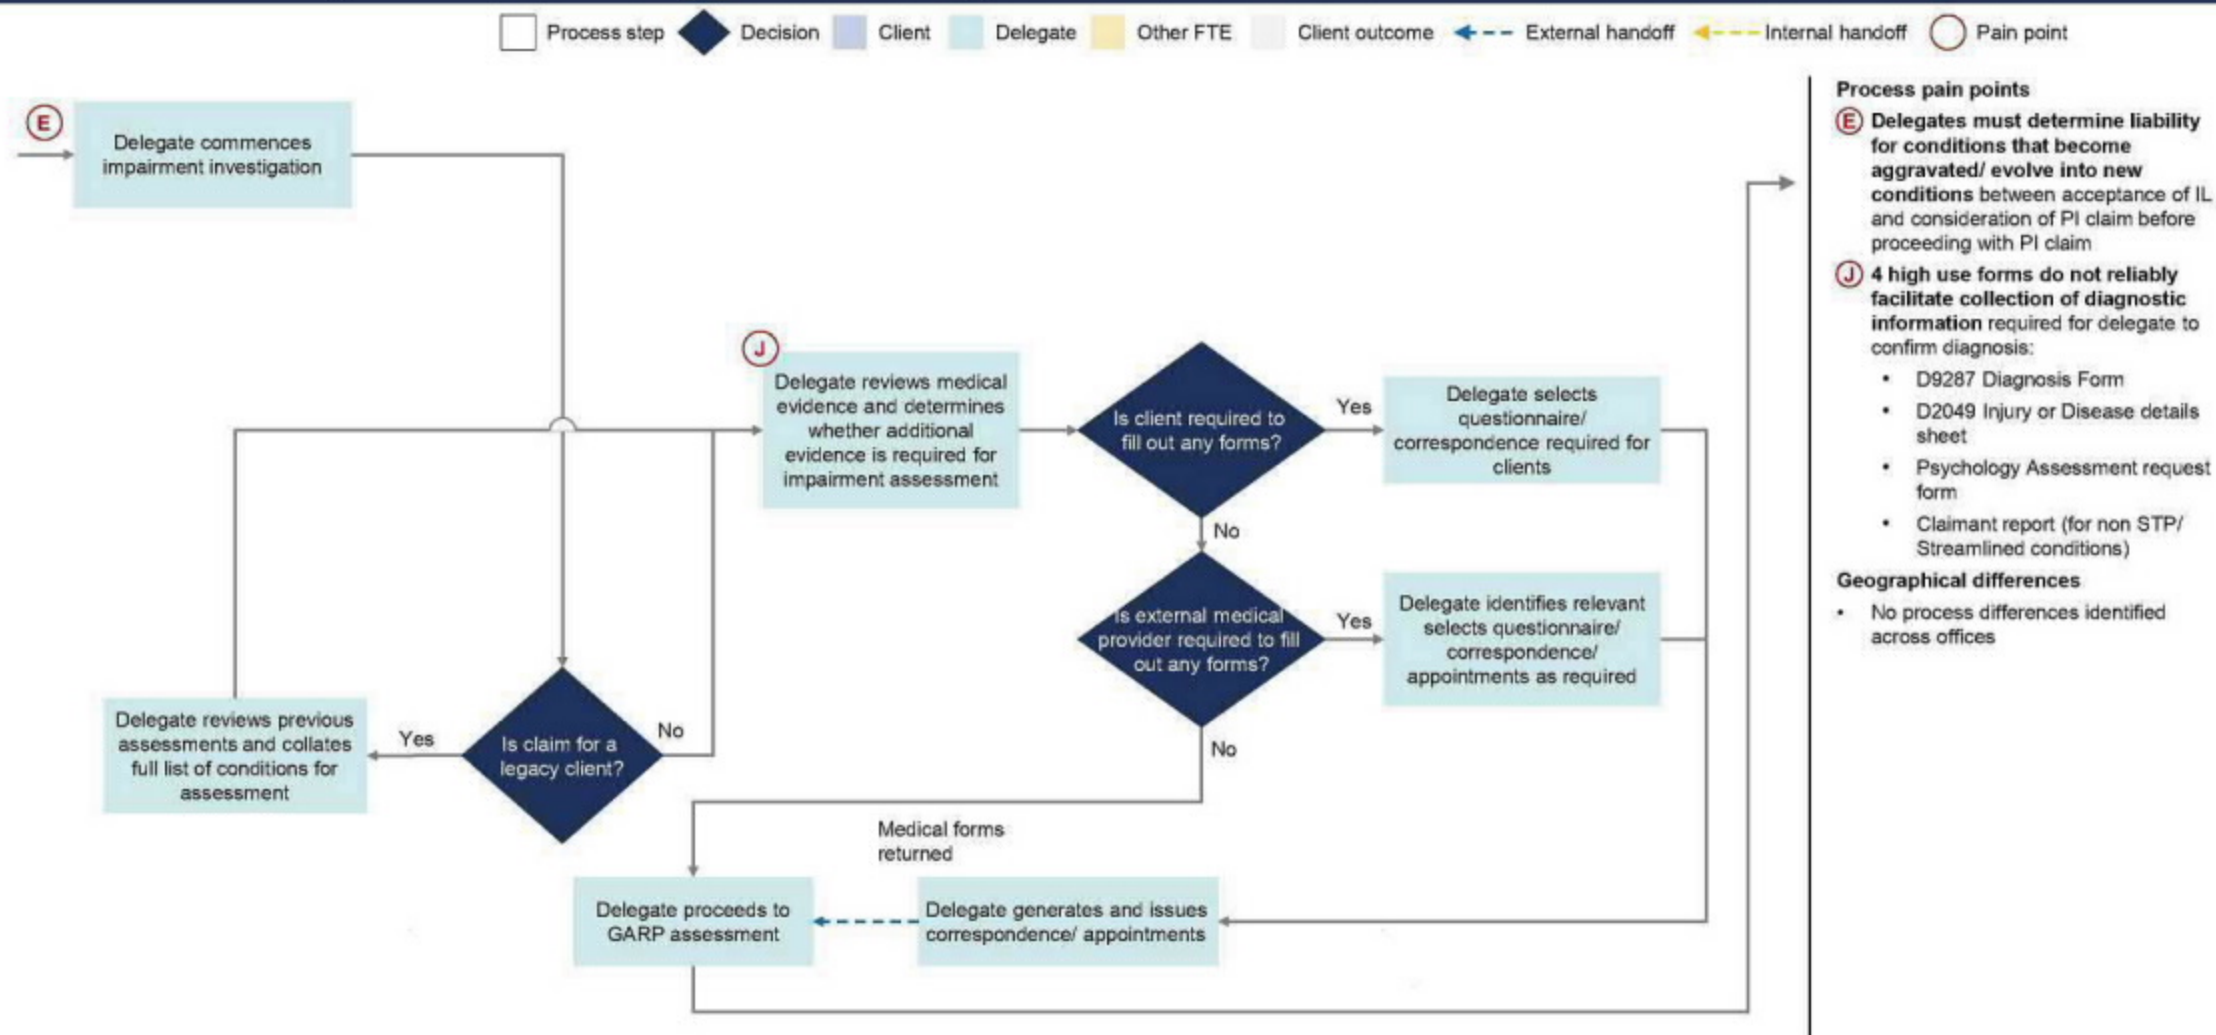 Process step
Decision
Client
Delegate
Other FTE
Client outcome
External handoff
Internal handoff
Pain point
E
Delegate commences
impairment investigation
J
Delegate reviews medical
evidence and determines
whether additional
evidence is required for
impairment assessment
Is client required to
fill out any forms?
Yes
Delegate selects
questionnaire/
correspondence required for
clients
No
Is external medical
provider required to fill
out any forms?
Yes
Delegate identifies relevant
selects questionnaire/
correspondence/
appointments as required
No
Delegate reviews previous
assessments and collates
full list of conditions for
assessment
Yes
Is claim for a
legacy client?
No
Medical forms
returned
Delegate proceeds to
GARP assessment
Delegate generates and issues
correspondence/ appointments
Process pain points
E Delegates must determine liability
for conditions that become
aggravated/ evolve into new
conditions between acceptance of IL
and consideration of PI claim before
proceeding with PI claim
J 4 high use forms do not reliably
facilitate collection of diagnostic
information required for delegate to
confirm diagnosis:
• D9287 Diagnosis Form
• D2049 Injury or Disease details
sheet
• Psychology Assessment request
form
• Claimant report (for non STP/
Streamlined conditions)
Geographical differences
• No process differences identified
across offices